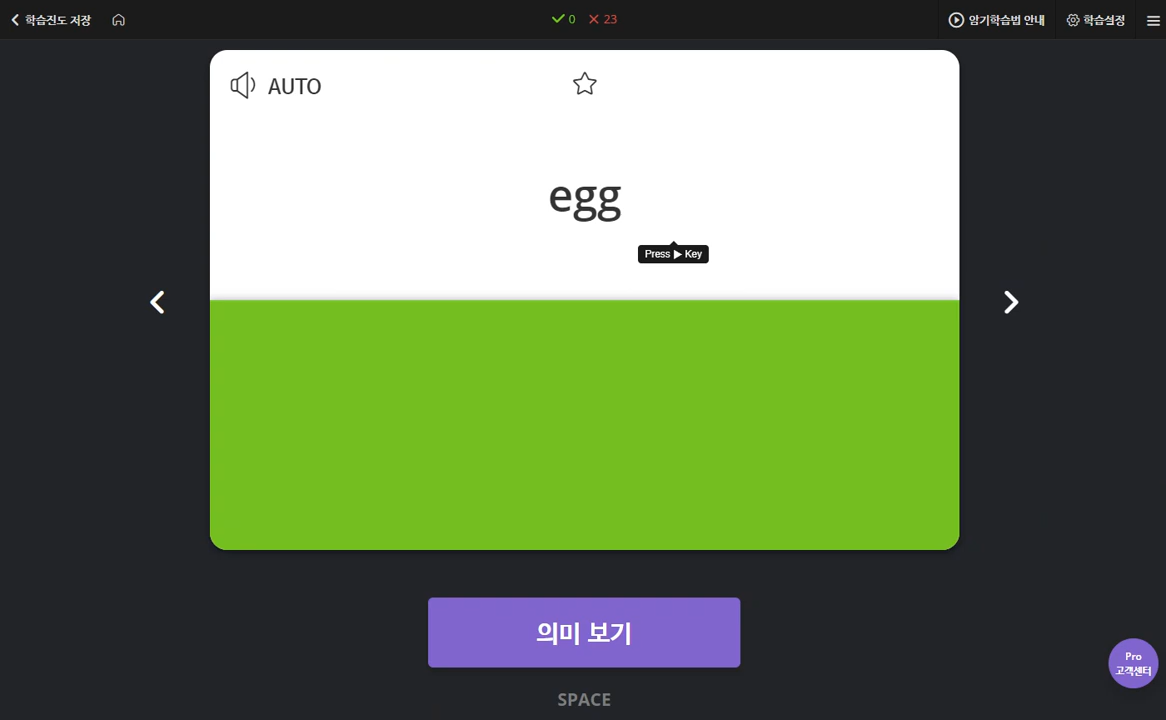 학습진도 저장
0
23
암기학습법 안내
학습설정
AUTO
egg
Press ▶ Key
의미 보기
SPACE
Pro
고객센터